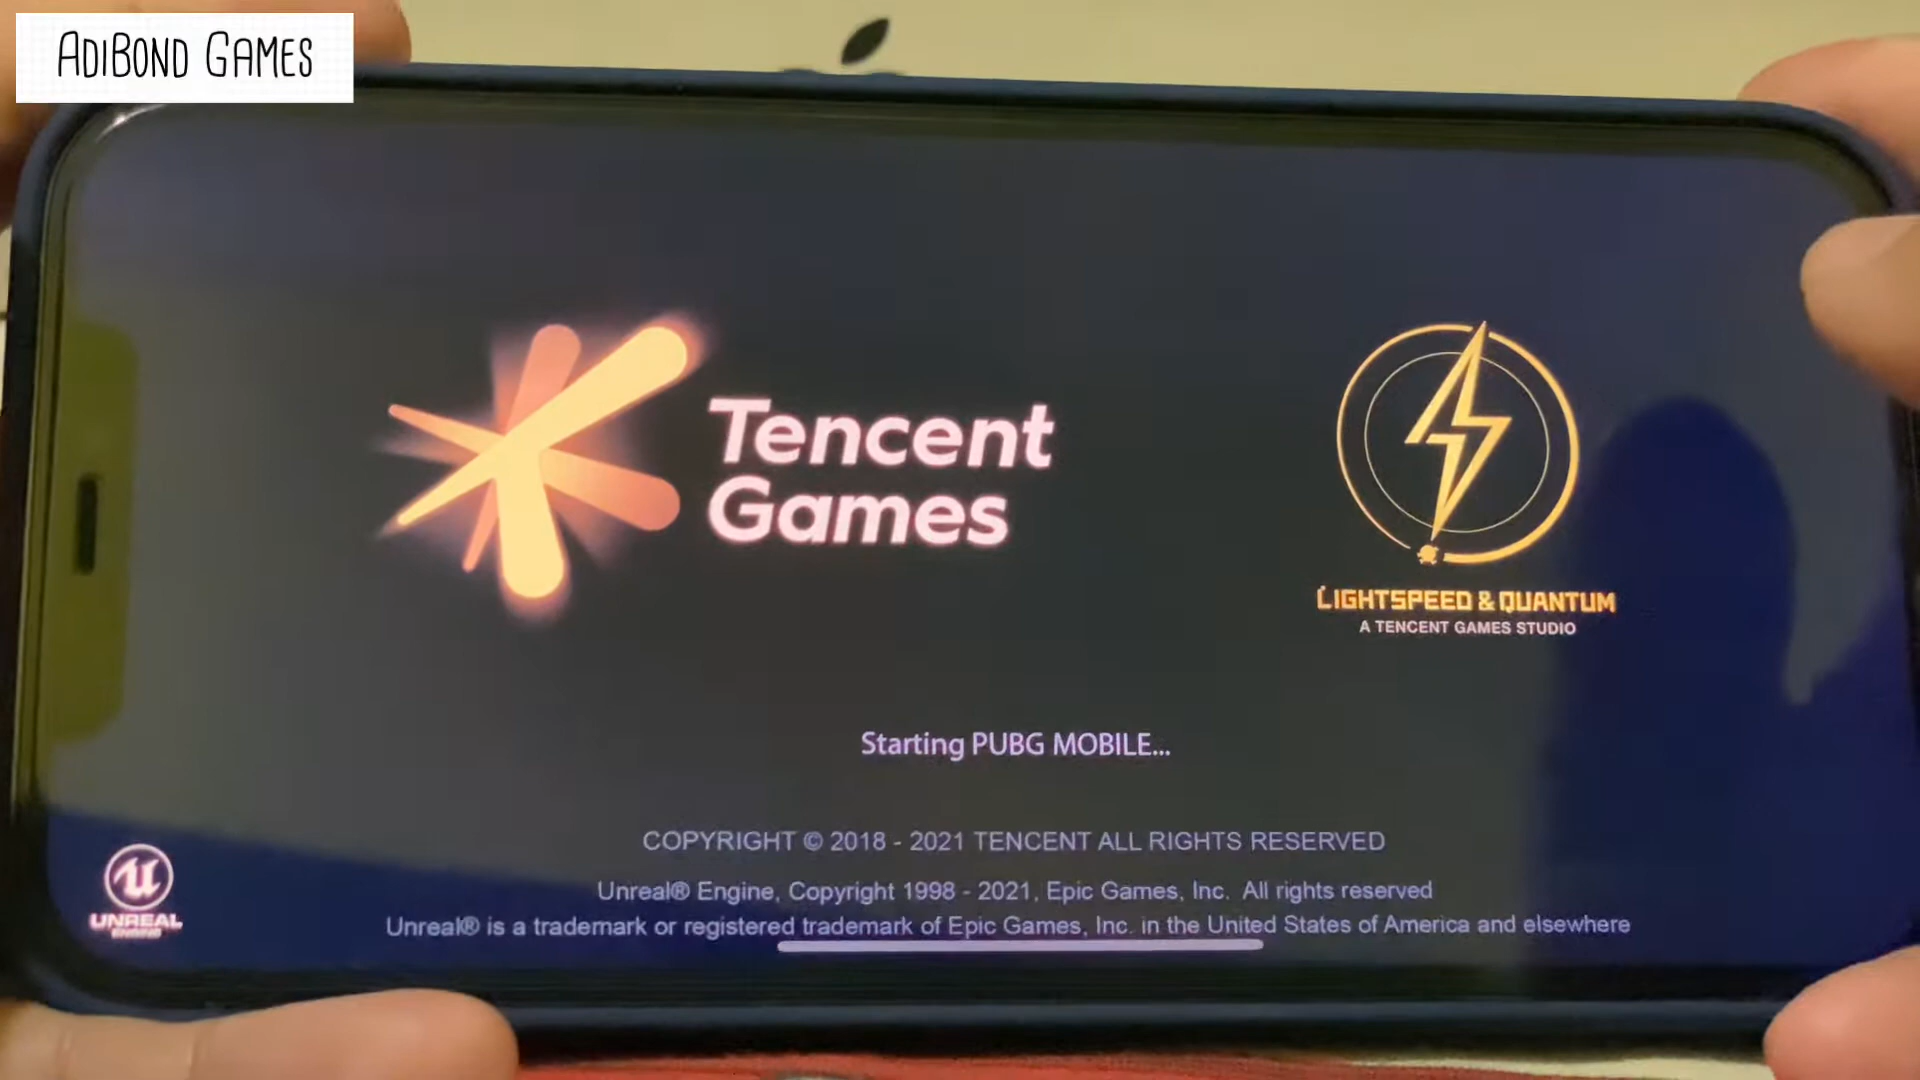 ADIBOND GAMES
Tencent
Games
LIGHTSPEED & QUANTUM
A TENCENT GAMES STUDIO
Starting PUBG MOBILE...
COPYRIGHT © 2018 - 2021 TENCENT ALL RIGHTS RESERVED
Unreal® Engine, Copyright 1998 - 2021, Epic Games, Inc. All rights reserved
Unreal® is a trademark or registered trademark of Epic Games, Inc. in the United States of America and elsewhere
UNREAL
ENGINE